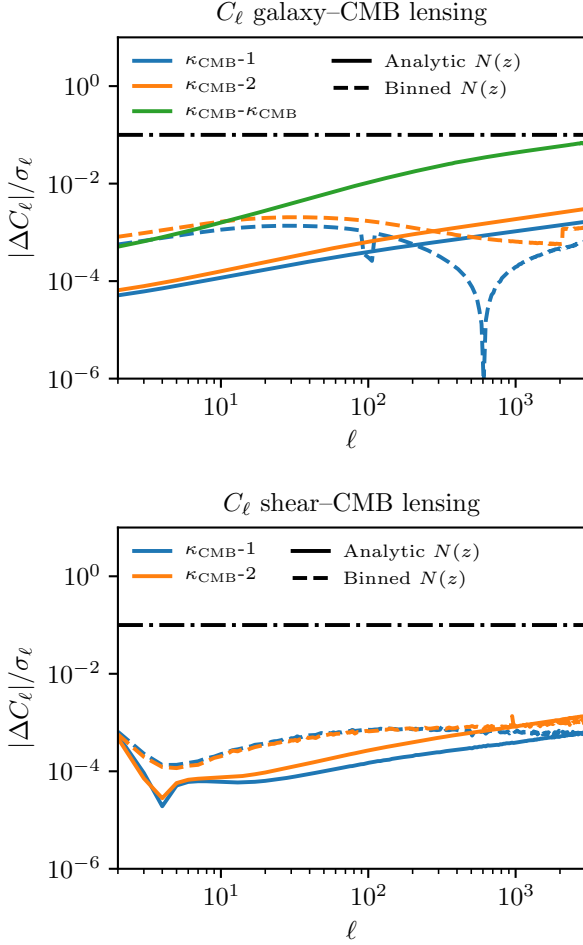 C_ℓ galaxy–CMB lensing
κ_CMB-1
κ_CMB-2
κ_CMB-κ_CMB
Analytic N(z)
Binned N(z)
10^0
10^−2
10^−4
10^−6
|ΔC_ℓ|/σ_ℓ
10^1
10^2
10^3
ℓ
C_ℓ shear–CMB lensing
κ_CMB-1
κ_CMB-2
Analytic N(z)
Binned N(z)
10^0
10^−2
10^−4
10^−6
|ΔC_ℓ|/σ_ℓ
10^1
10^2
10^3
ℓ